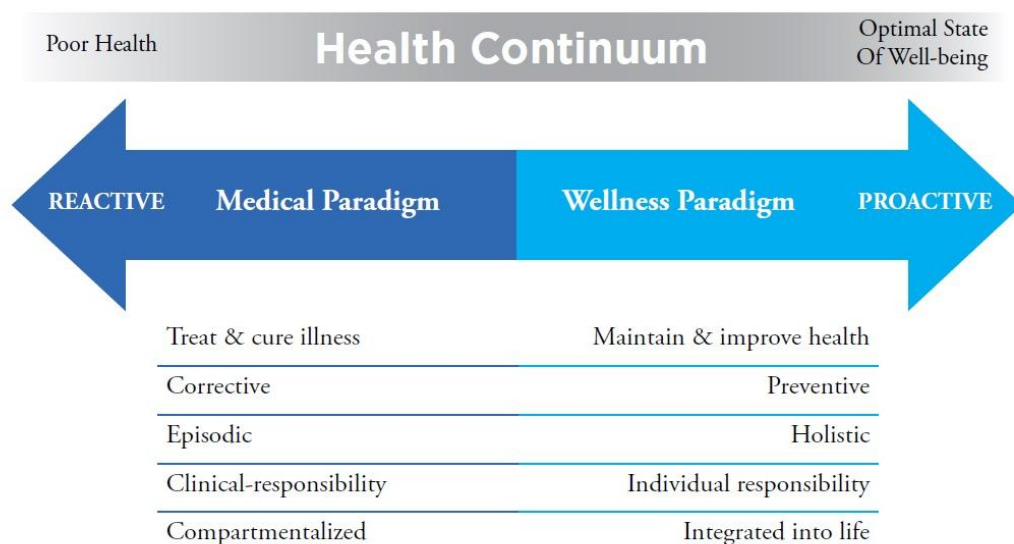 Poor Health
Health Continuum
Optimal State
Of Well-being
REACTIVE
Medical Paradigm
Wellness Paradigm
PROACTIVE
Treat & cure illness
Maintain & improve health
Corrective
Preventive
Episodic
Holistic
Clinical-responsibility
Individual responsibility
Compartmentalized
Integrated into life